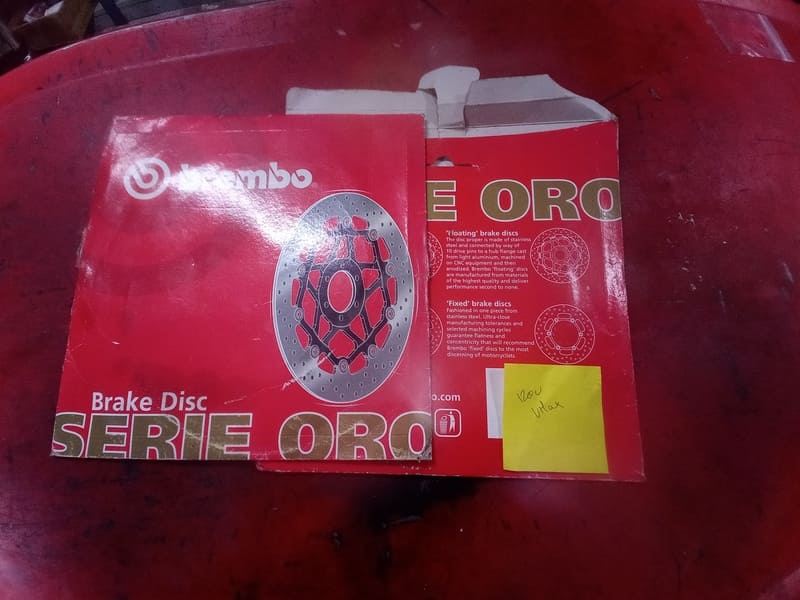 brembo
Brake Disc
SERIE ORO
E ORO
'Floating' brake discs
The disc proper is made of stainless
steel and connected by way of
10 drive pins to a hub flange cast
from light aluminium, machined
on CNC equipment and then
anodized. Brembo 'floating' discs
are manufactured from materials
of the highest quality and deliver
performance second to none.
'Fixed' brake discs
Fashioned in one piece from
stainless steel. Ultra-close
manufacturing tolerances and
selected machining cycles
guarantee flatness and
concentricity that will recommend
Brembo 'fixed' discs to the most
discerning of motorcyclists
o.com
VMax